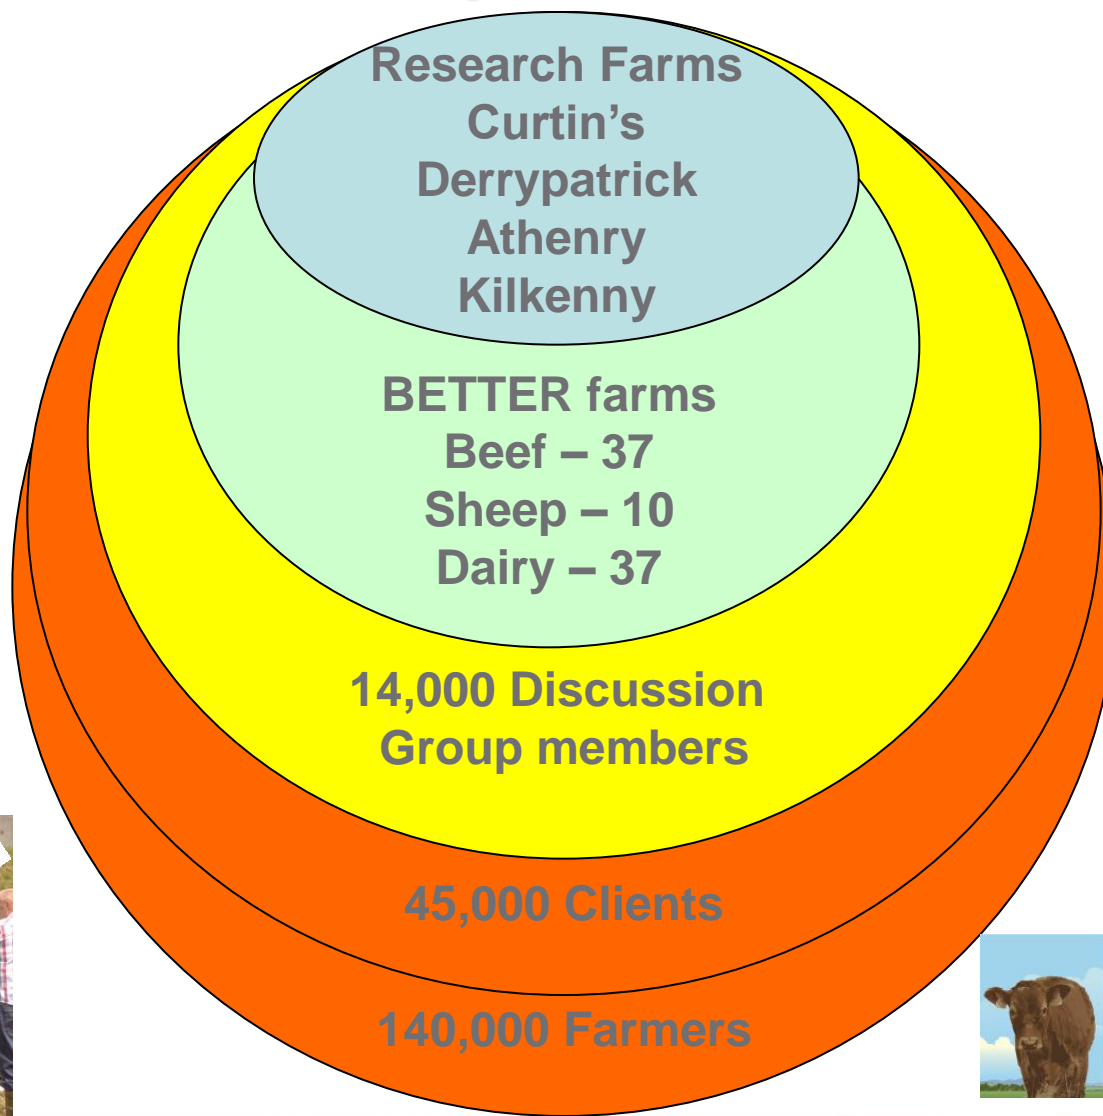 Research Farms
Curtin’s
Derrypatrick
Athenry
Kilkenny
BETTER farms
Beef – 37
Sheep – 10
Dairy – 37
14,000 Discussion
Group members
45,000 Clients
140,000 Farmers